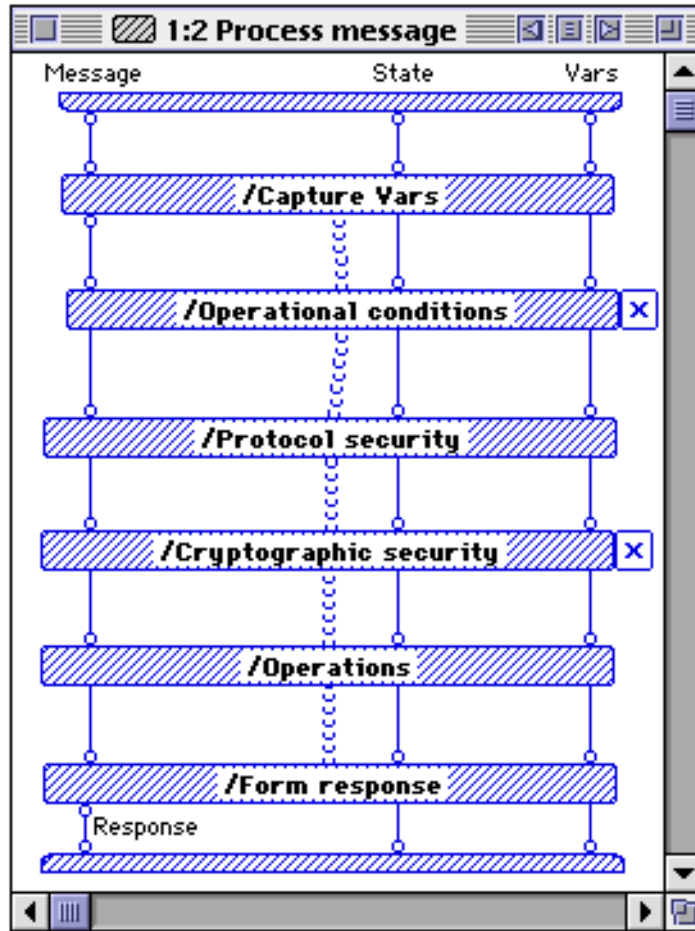 1:2 Process message
Message State Vars
/Capture Vars
/Operational conditions
/Protocol security
/Cryptographic security
/Operations
/Form response
Response